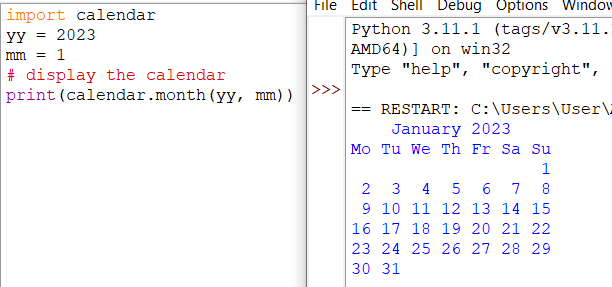 import calendar
yy = 2023
mm = 1
# display the calendar
print(calendar.month(yy, mm))
File Edit Shell Debug Options Window
Python 3.11.1 (tags/v3.11.
AMD64)] on win32
Type "help", "copyright",
>>>
== RESTART: C:\Users\User\
January 2023
Mo Tu We Th Fr Sa Su
1
2 3 4 5 6 7 8
9 10 11 12 13 14 15
16 17 18 19 20 21 22
23 24 25 26 27 28 29
30 31